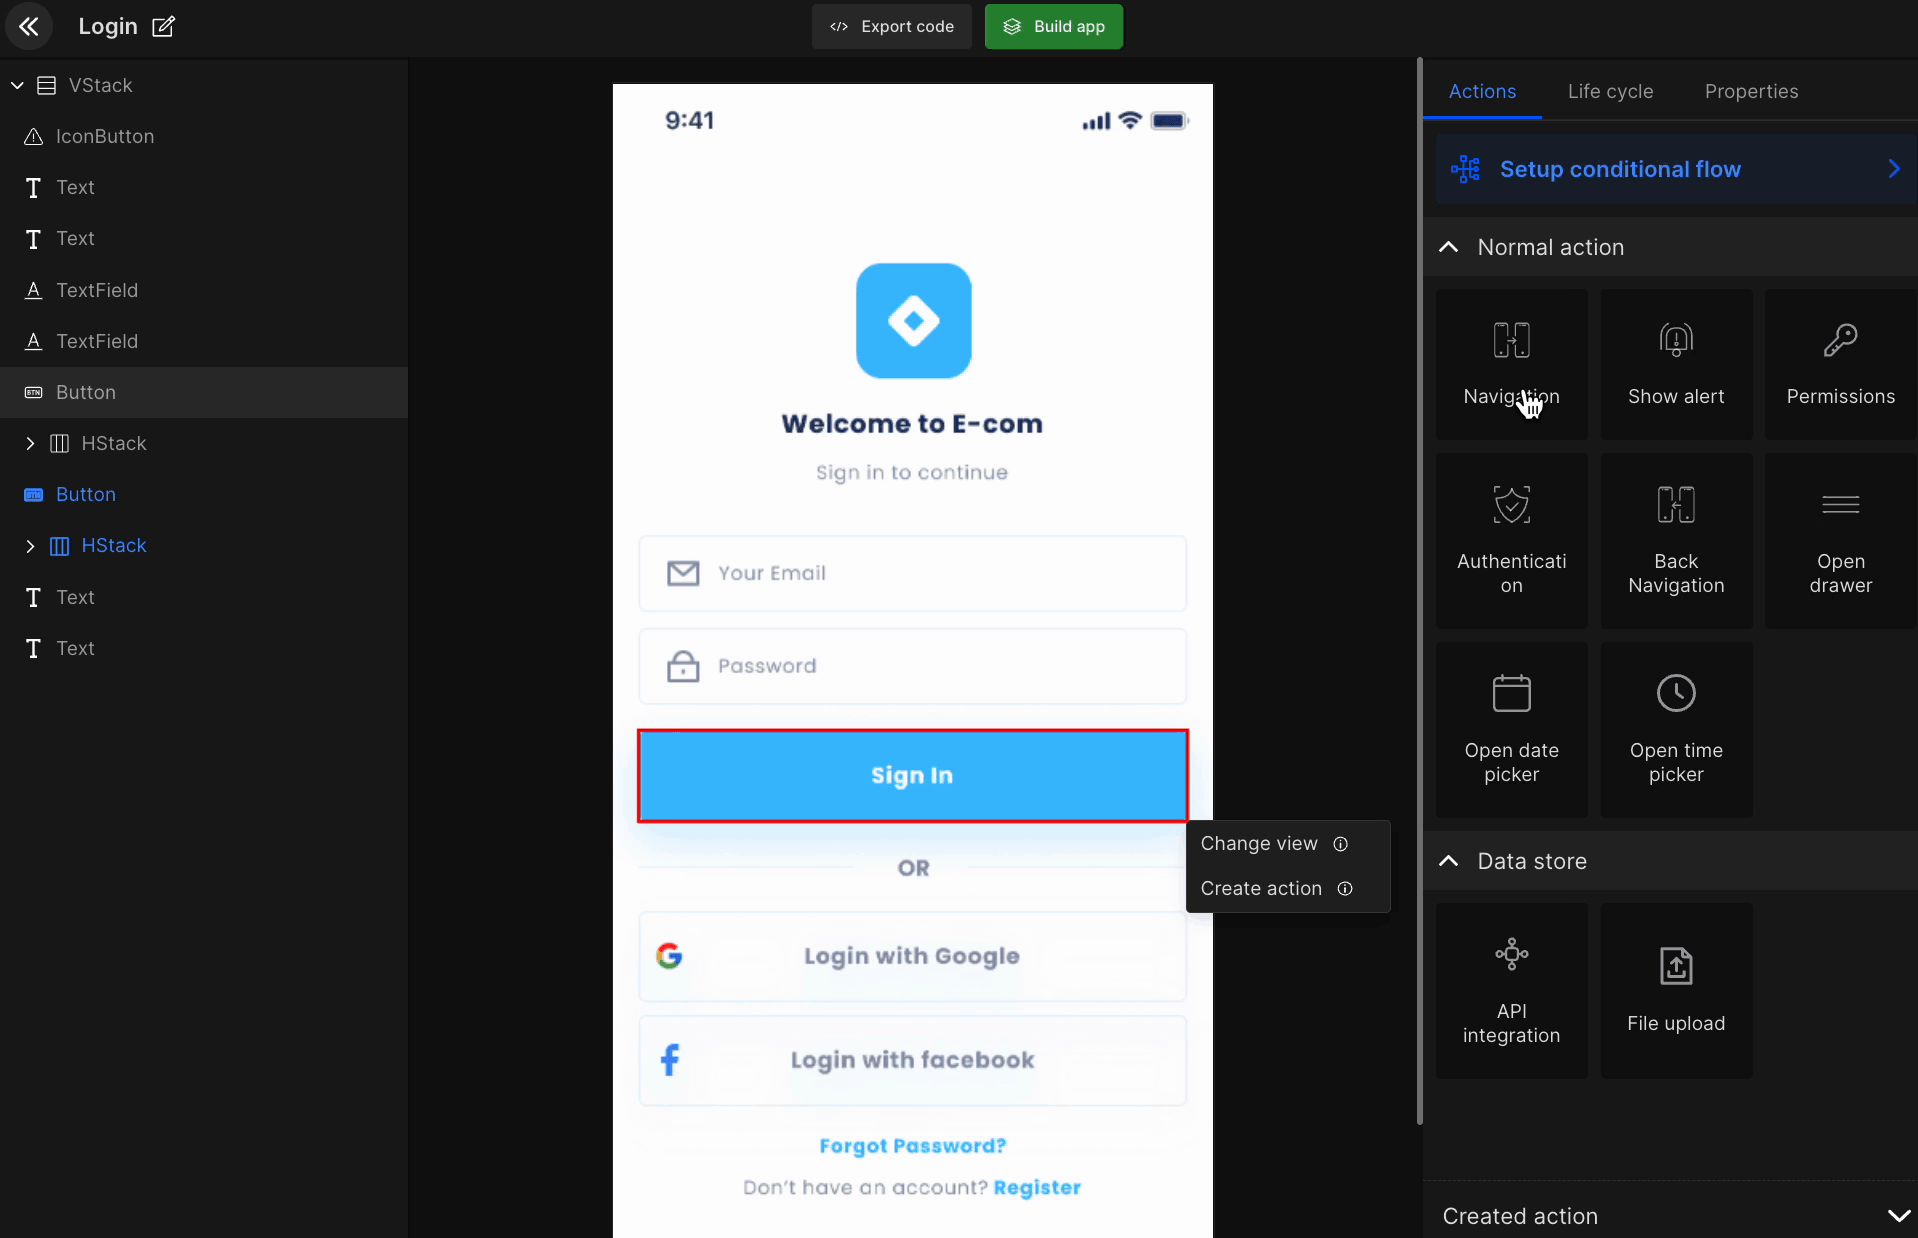 Login
Export code
Build app
VStack
IconButton
Text
Text
TextField
TextField
BTN Button
HStack
BTN Button
HStack
Text
Text
9:41
Welcome to E-com
Sign in to continue
Your Email
Password
Sign In
OR
Login with Google
Login with facebook
Forgot Password?
Don't have an account? Register
Change view
Create action
Actions
Life cycle
Properties
Setup conditional flow
Normal action
Navigation
Show alert
Permissions
Authenticati
on
Back
Navigation
Open
drawer
Open date
picker
Open time
picker
Data store
API
integration
File upload
Created action